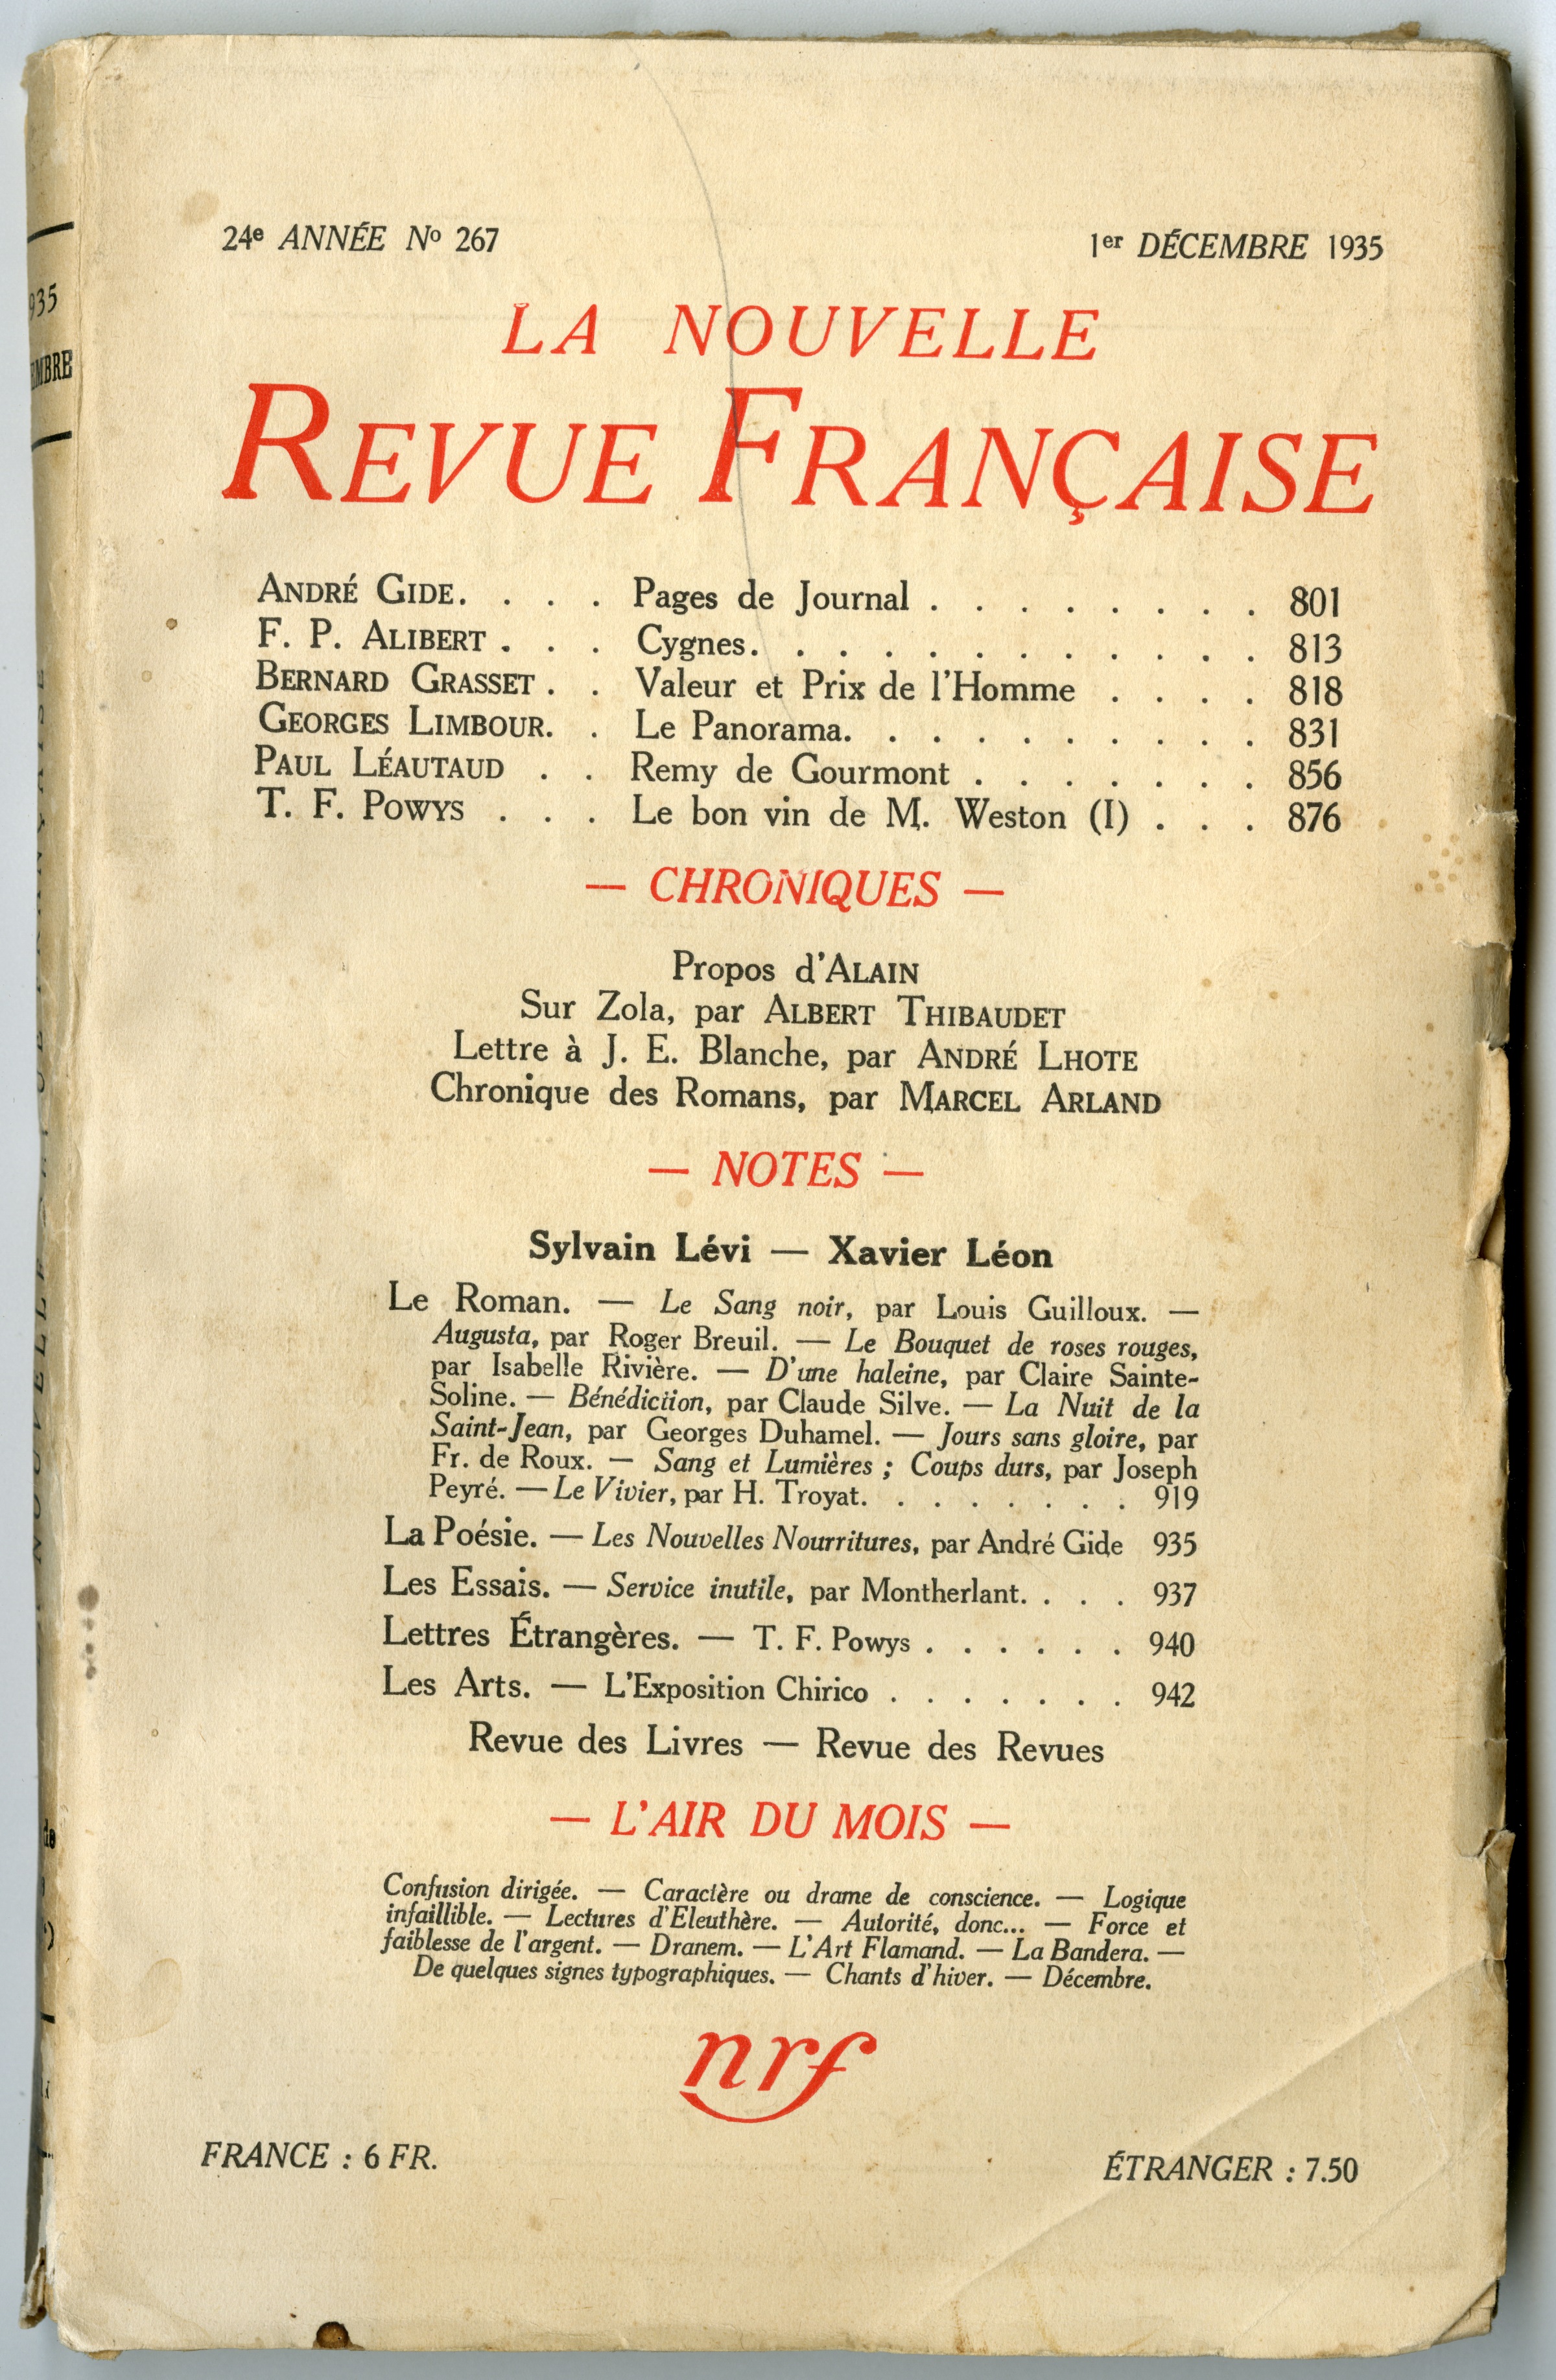 24e ANNÉE No 267
1er DÉCEMBRE 1935
LA NOUVELLE
REVUE FRANÇAISE
ANDRÉ GIDE. . . . Pages de Journal . . . . . . . . 801
F. P. ALIBERT . . . Cygnes. . . . . . . . . . . . 813
BERNARD GRASSET . . Valeur et Prix de l'Homme . . . . 818
GEORGES LIMBOUR. . Le Panorama. . . . . . . . . . 831
PAUL LÉAUTAUD . . Remy de Gourmont . . . . . . . 856
T. F. POWYS . . . Le bon vin de M. Weston (I) . . . 876
— CHRONIQUES —
Propos d'ALAIN
Sur Zola, par ALBERT THIBAUDET
Lettre à J. E. Blanche, par ANDRÉ LHOTE
Chronique des Romans, par MARCEL ARLAND
— NOTES —
Sylvain Lévi — Xavier Léon
Le Roman. — Le Sang noir, par Louis Guilloux. —
Augusta, par Roger Breuil. — Le Bouquet de roses rouges,
par Isabelle Rivière. — D'une haleine, par Claire Sainte-
Soline. — Bénédiction, par Claude Silve. — La Nuit de la
Saint-Jean, par Georges Duhamel. — Jours sans gloire, par
Fr. de Roux. — Sang et Lumières ; Coups durs, par Joseph
Peyré. — Le Vivier, par H. Troyat. . . . . . . . 919
La Poésie. — Les Nouvelles Nourritures, par André Gide 935
Les Essais. — Service inutile, par Montherlant. . . . 937
Lettres Étrangères. — T. F. Powys . . . . . . 940
Les Arts. — L'Exposition Chirico . . . . . . . 942
Revue des Livres — Revue des Revues
— L'AIR DU MOIS —
Confusion dirigée. — Caractère ou drame de conscience. — Logique
infaillible. — Lectures d'Eleuthère. — Autorité, donc... — Force et
faiblesse de l'argent. — Dranem. — L'Art Flamand. — La Bandera. —
De quelques signes typographiques. — Chants d'hiver. — Décembre.
nrf
FRANCE : 6 FR.
ÉTRANGER : 7.50
935
EMBRE